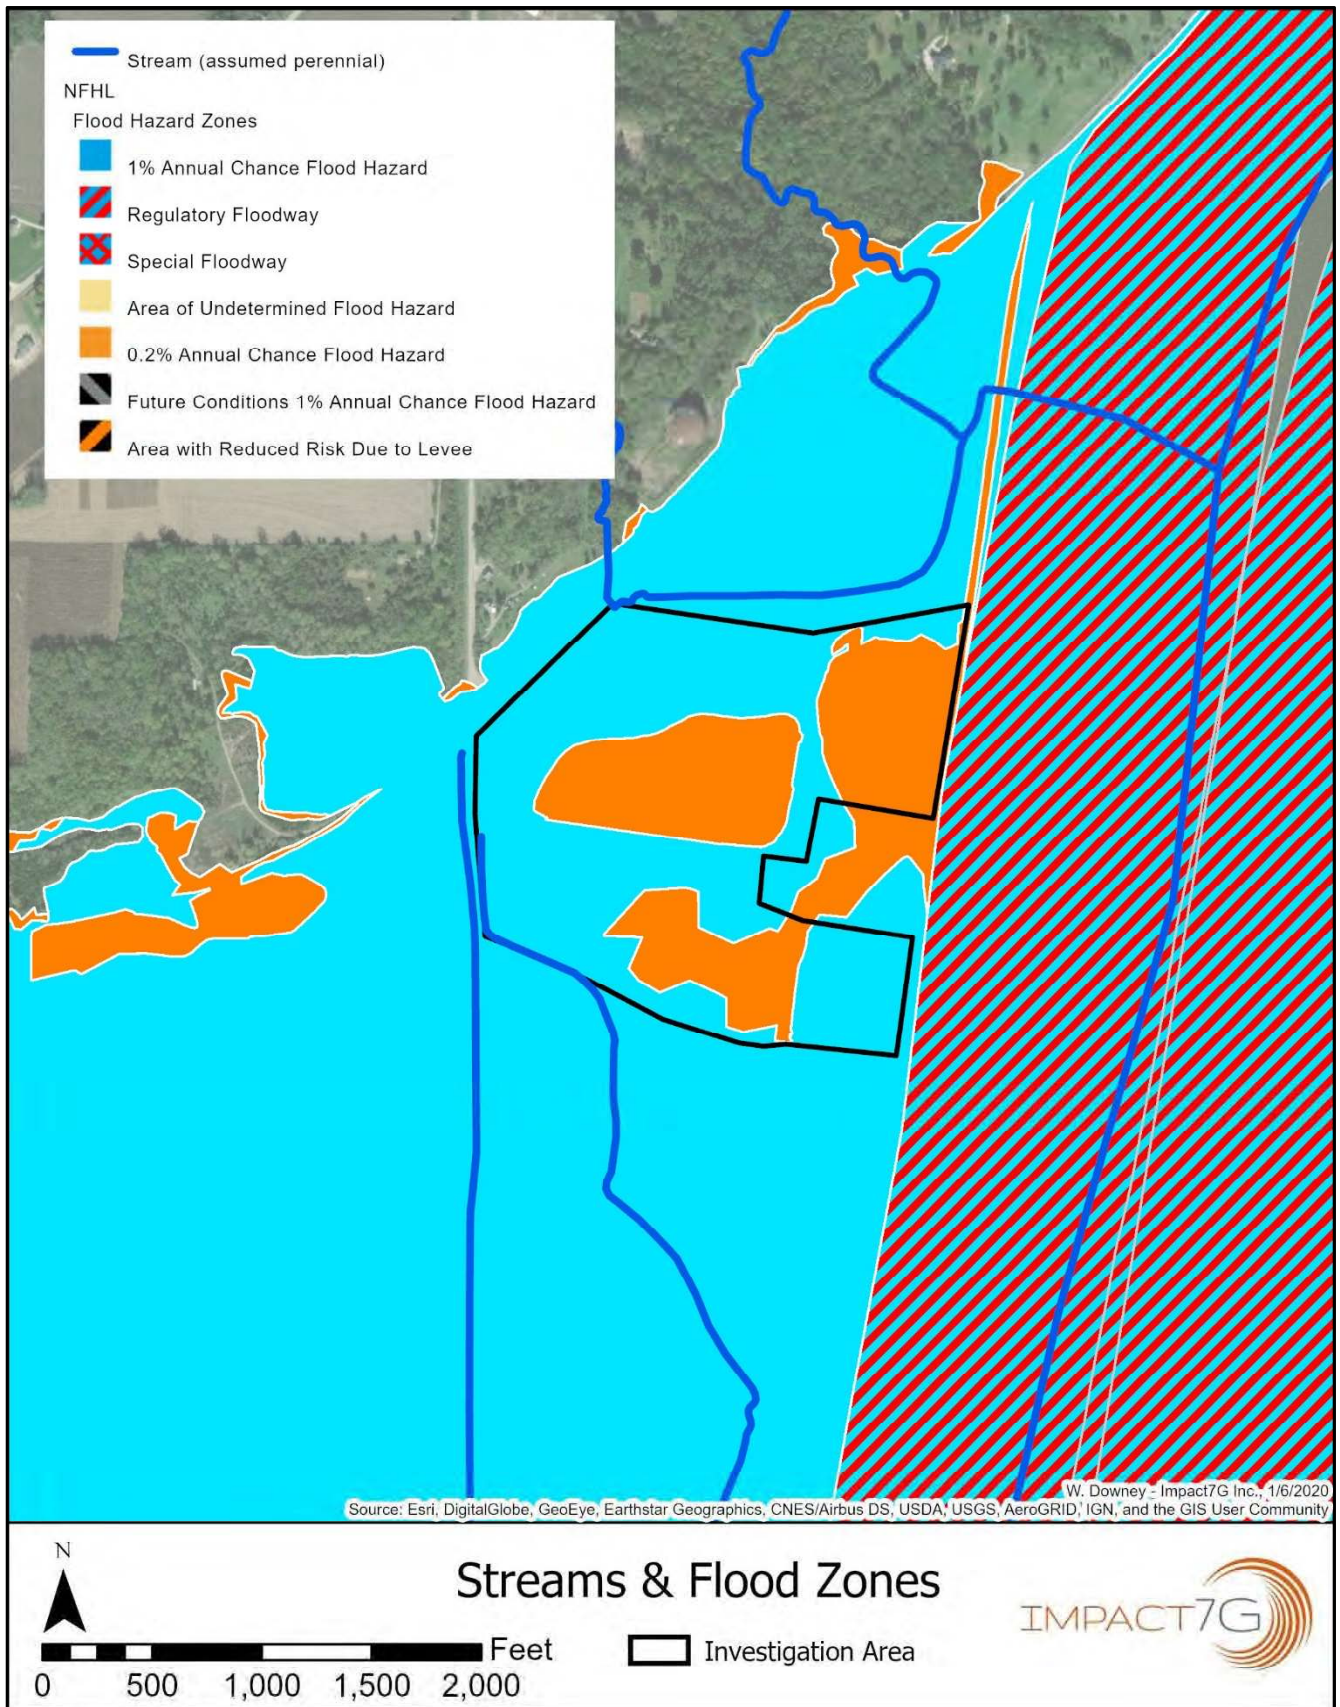 Stream (assumed perennial)
NFHL
Flood Hazard Zones
1% Annual Chance Flood Hazard
Regulatory Floodway
Special Floodway
Area of Undetermined Flood Hazard
0.2% Annual Chance Flood Hazard
Future Conditions 1% Annual Chance Flood Hazard
Area with Reduced Risk Due to Levee
W. Downey - Impact7G Inc., 1/6/2020
Source: Esri, DigitalGlobe, GeoEye, Earthstar Geographics, CNES/Airbus DS, USDA, USGS, AeroGRID, IGN, and the GIS User Community
N
Streams & Flood Zones
IMPACT7G
Feet
Investigation Area
0 500 1,000 1,500 2,000